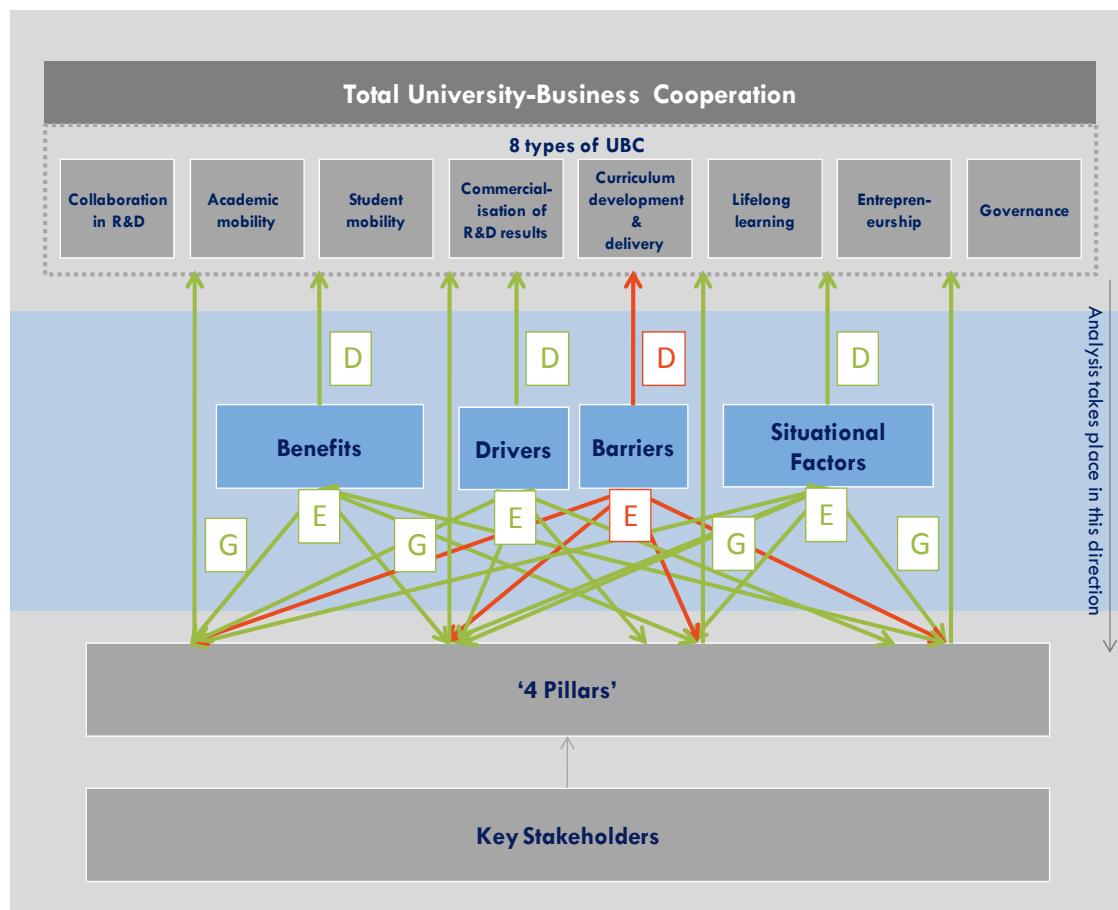 Total University-Business Cooperation
8 types of UBC
Collaboration
in R&D
Academic
mobility
Student
mobility
Commercial-
isation of
R&D results
Curriculum
development
&
delivery
Lifelong
learning
Entrepren-
eurship
Governance
Analysis takes place in this direction
D
D
D
D
Benefits
Drivers
Barriers
Situational
Factors
E
E
E
E
G
G
G
G
‘4 Pillars’
Key Stakeholders